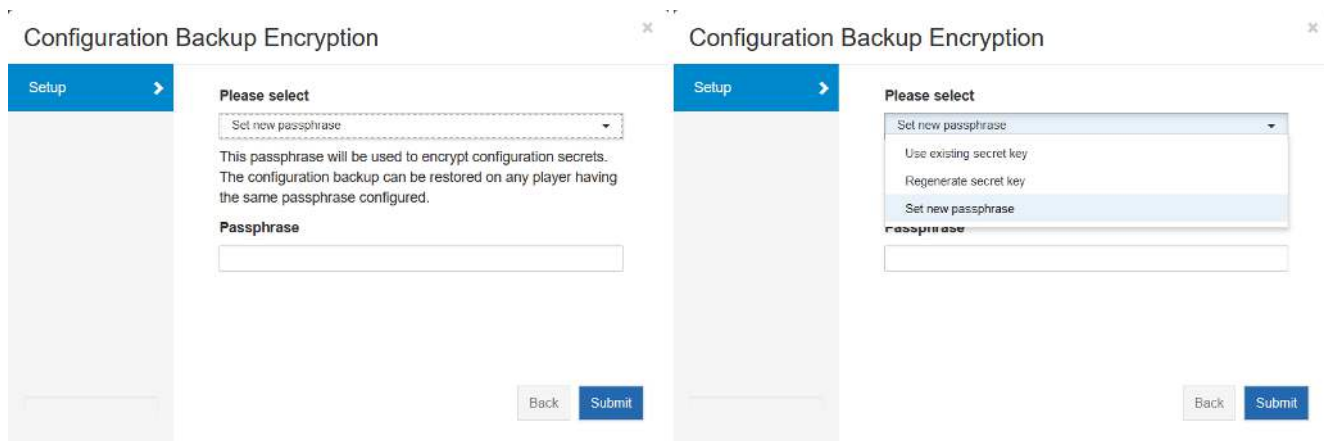 Configuration Backup Encryption
×
Setup
Please select
Set new passphrase
This passphrase will be used to encrypt configuration secrets.
The configuration backup can be restored on any player having
the same passphrase configured.
Passphrase
Back
Submit
Configuration Backup Encryption
×
Setup
Please select
Set new passphrase
Use existing secret key
Regenerate secret key
Set new passphrase
Passphrase
Back
Submit